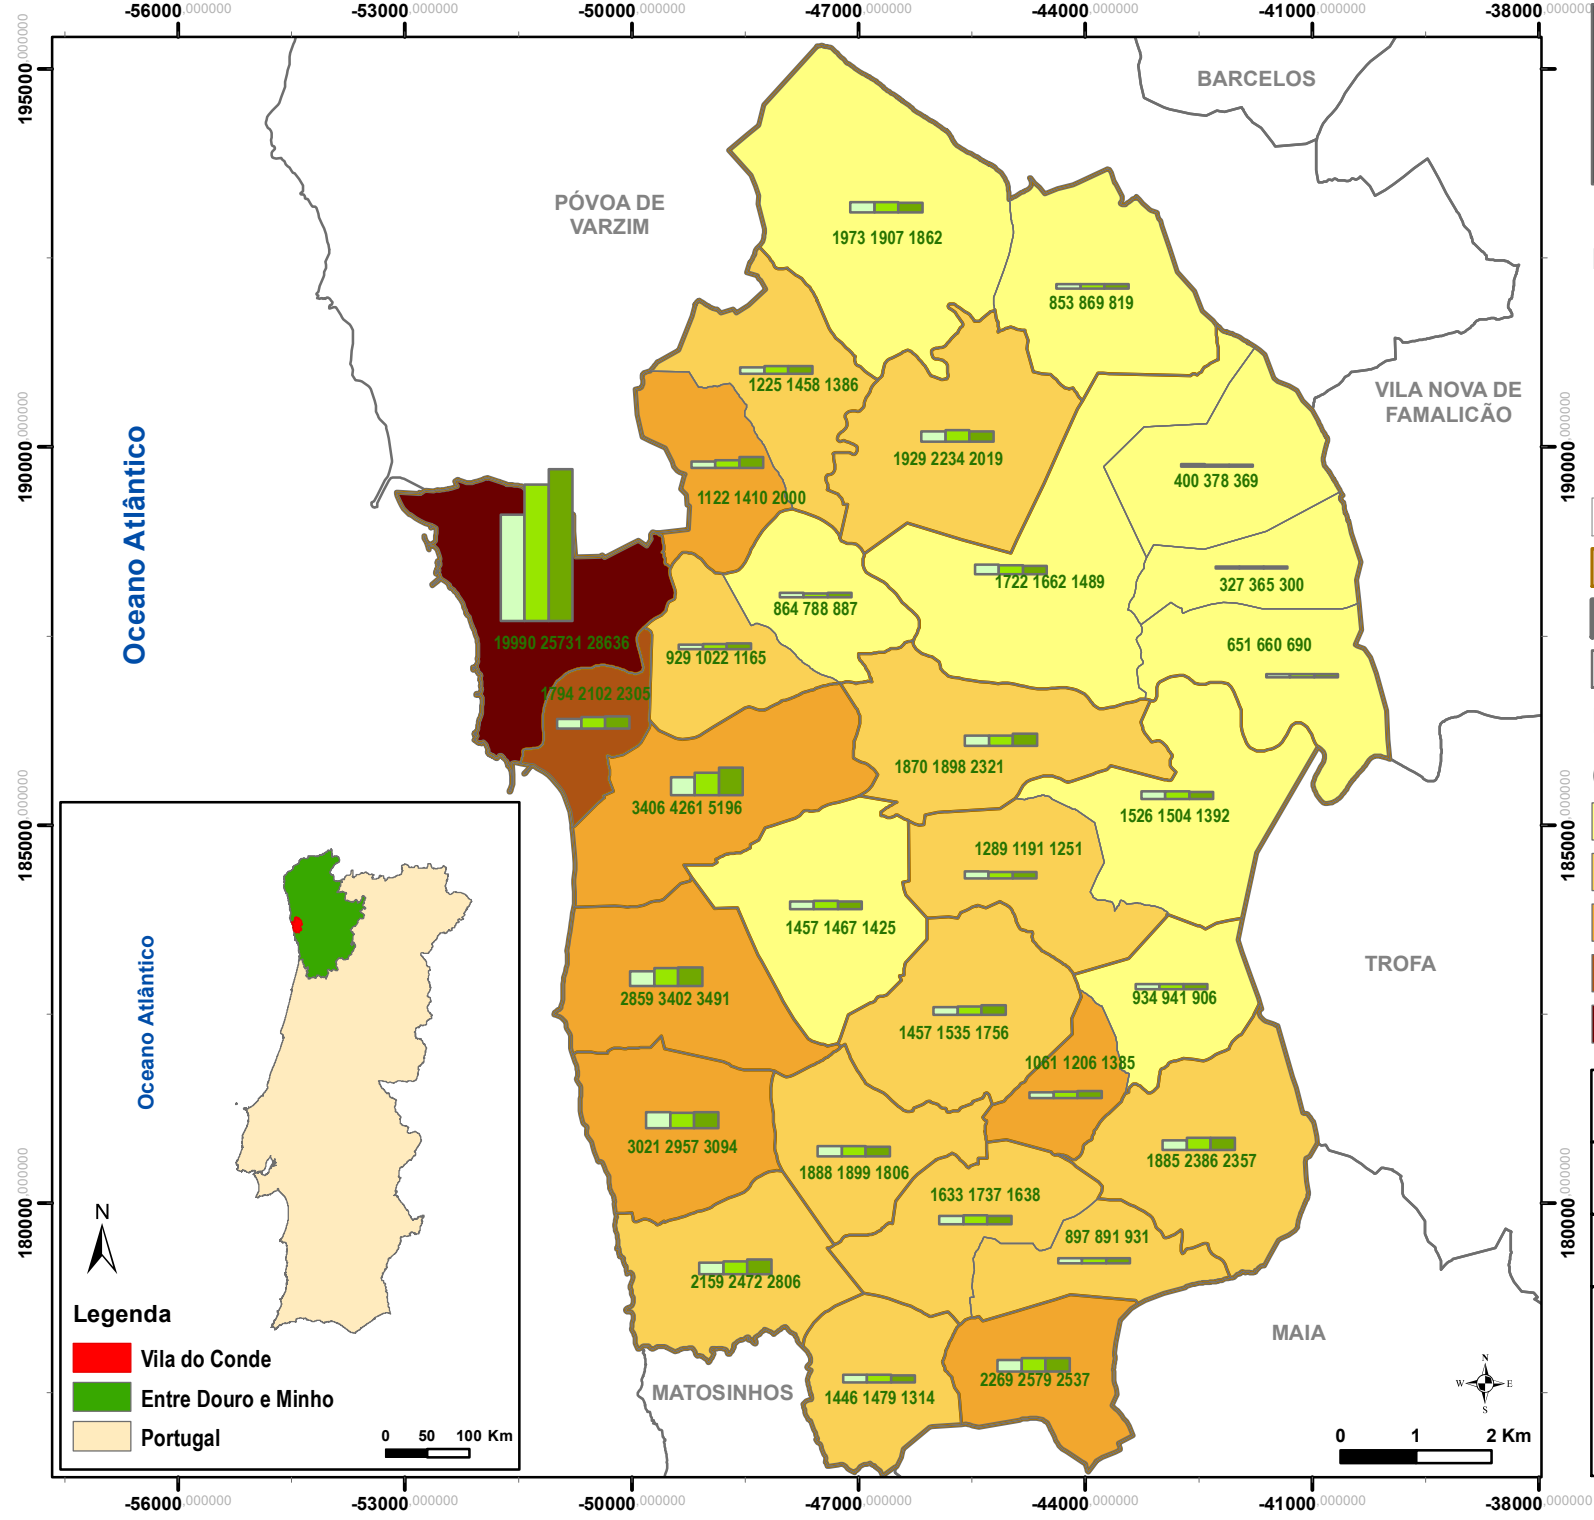 -56000,000000 -53000,000000 -50000,000000 -47000,000000 -44000,000000 -41000,000000 -38000,000000
195000,000000
BARCELOS
PÓVOA DE
VARZIM
1973 1907 1862
853 869 819
1225 1458 1386
VILA NOVA DE
FAMALICÃO
190000,000000
190000,000000
1929 2234 2019
400 378 369
1122 1410 2000
Oceano Atlântico
1722 1662 1489
327 365 300
864 788 887
19990 25731 28636
929 1022 1165
651 660 690
1794 2102 2305
1870 1898 2321
3406 4261 5196
1526 1504 1392
185000,000000
185000,000000
1289 1191 1251
1457 1467 1425
TROFA
2859 3402 3491
934 941 906
1457 1535 1756
1061 1206 1335
3021 2957 3094
1888 1899 1806
1885 2386 2357
1633 1737 1638
180000,000000
180000,000000
897 891 931
2159 2472 2806
MAIA
2269 2579 2537
MATOSINHOS
1446 1479 1314
Oceano Atlântico
N
Legenda
Vila do Conde
Entre Douro e Minho
Portugal
0 50 100 Km
N
W E
S
0 1 2 Km
-56000,000000 -53000,000000 -50000,000000 -47000,000000 -44000,000000 -41000,000000 -38000,000000